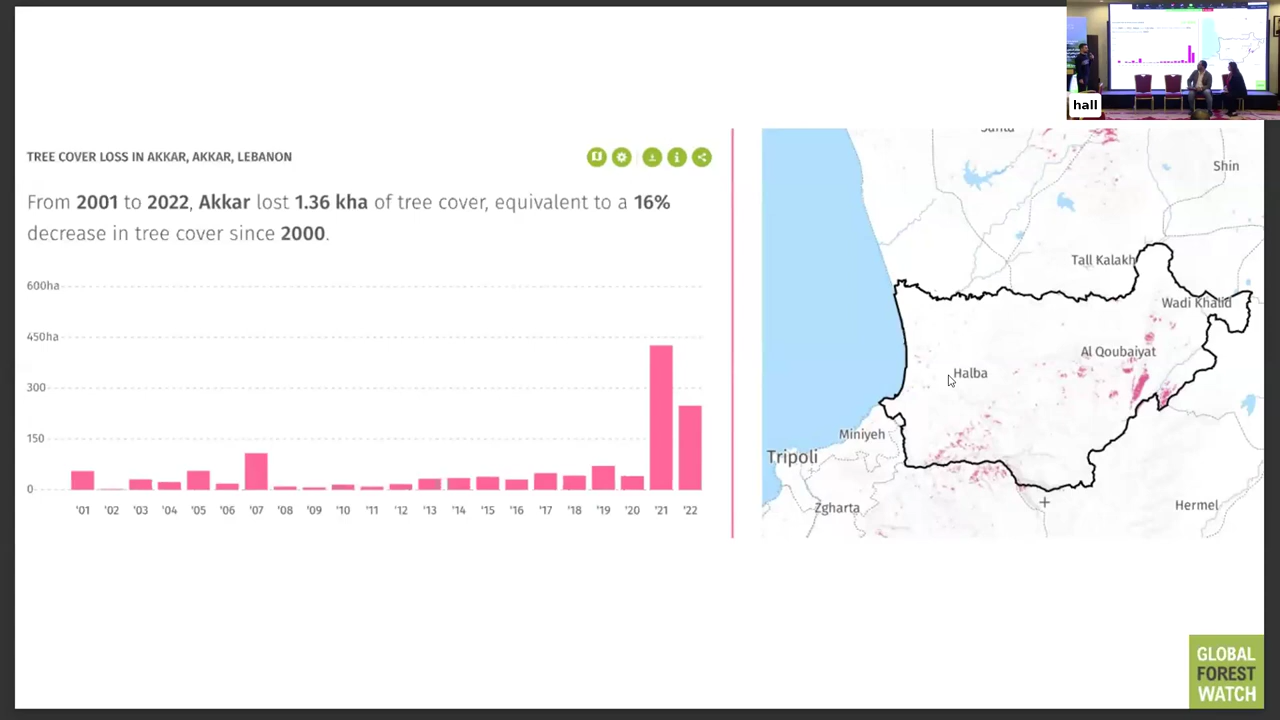 hall
TREE COVER LOSS IN AKKAR, AKKAR, LEBANON
From 2001 to 2022, Akkar lost 1.36 kha of tree cover, equivalent to a 16%
decrease in tree cover since 2000.
600ha
450ha
300
150
0
'01 '02 '03 '04 '05 '06 '07 '08 '09 '10 '11 '12 '13 '14 '15 '16 '17 '18 '19 '20 '21 '22
Shin
Tall Kalakh
Wadi Khalid
Al Qoubaiyat
Halba
Miniyeh
Tripoli
Zgharta
Hermel
GLOBAL
FOREST
WATCH